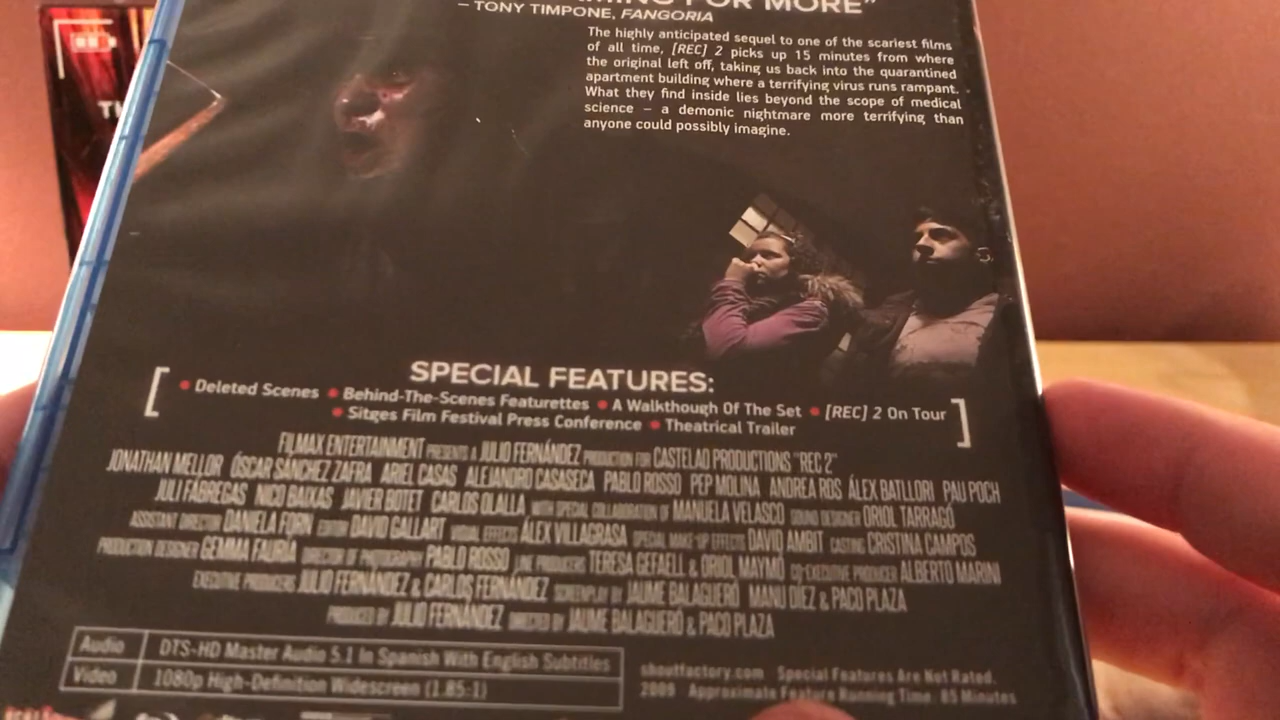 FOR MORE"
– TONY TIMPONE, FANGORIA
The highly anticipated sequel to one of the scariest films
of all time, [REC] 2 picks up 15 minutes from where
the original left off, taking us back into the quarantined
apartment building where a terrifying virus runs rampant.
What they find inside lies beyond the scope of medical
science – a demonic nightmare more terrifying than
anyone could possibly imagine.
TH
SPECIAL FEATURES:
[ • Deleted Scenes • Behind-The-Scenes Featurettes • A Walkthough Of The Set • [REC] 2 On Tour ]
• Sitges Film Festival Press Conference • Theatrical Trailer
FILMAX ENTERTAINMENT PRESENTS A JULIO FERNÁNDEZ PRODUCTION FOR CASTELAO PRODUCTIONS "REC 2"
JONATHAN MELLOR ÓSCAR SÁNCHEZ ZAFRA ARIEL CASAS ALEJANDRO CASASECA PABLO ROSSO PEP MOLINA ANDREA ROS ÁLEX BATLLORI PAU POCH
JULI FÀBREGAS NICO BAIXAS JAVIER BOTET CARLOS OLALLA WITH SPECIAL COLLABORATION OF MANUELA VELASCO SOUND DESIGNER ORIOL TARRAGÓ
ASSISTANT DIRECTOR DANIELA FORN EDITOR DAVID GALLART VISUAL EFFECTS ÁLEX VILLAGRASA SPECIAL MAKE-UP EFFECTS DAVID AMBIT CASTING CRISTINA CAMPOS
PRODUCTION DESIGNER GEMMA FAURIA DIRECTOR OF PHOTOGRAPHY PABLO ROSSO LINE PRODUCERS TERESA GEFAELL & ORIOL MAYMÓ CO-EXECUTIVE PRODUCER ALBERTO MARINI
EXECUTIVE PRODUCERS JULIO FERNÁNDEZ & CARLOS FERNÁNDEZ SCREENPLAY BY JAUME BALAGUERÓ MANU DÍEZ & PACO PLAZA
PRODUCED BY JULIO FERNÁNDEZ DIRECTED BY JAUME BALAGUERÓ & PACO PLAZA
Audio DTS-HD Master Audio 5.1 In Spanish With English Subtitles
Video 1080p High-Definition Widescreen (1.85:1)
shoutfactory.com Special Features Are Not Rated.
2009 Approximate Feature Running Time: 85 Minutes